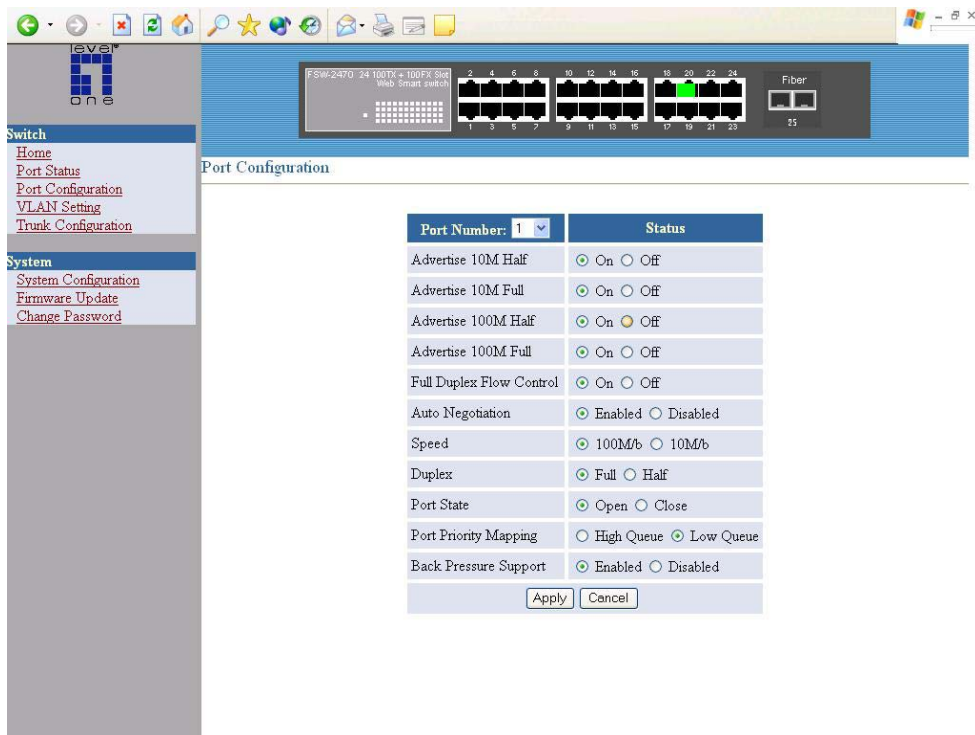 level
one
FSW-2470 24 100TX + 100FX Slot
Web Smart switch
2 4 6 8 10 12 14 16 18 20 22 24
Fiber
1 3 5 7 9 11 13 15 17 19 21 23
25
Switch
Home
Port Status
Port Configuration
VLAN Setting
Trunk Configuration
System
System Configuration
Firmware Update
Change Password
Port Configuration
Port Number: 1 Status
Advertise 10M Half On Off
Advertise 10M Full On Off
Advertise 100M Half On Off
Advertise 100M Full On Off
Full Duplex Flow Control On Off
Auto Negotiation Enabled Disabled
Speed 100M/b 10M/b
Duplex Full Half
Port State Open Close
Port Priority Mapping High Queue Low Queue
Back Pressure Support Enabled Disabled
Apply Cancel